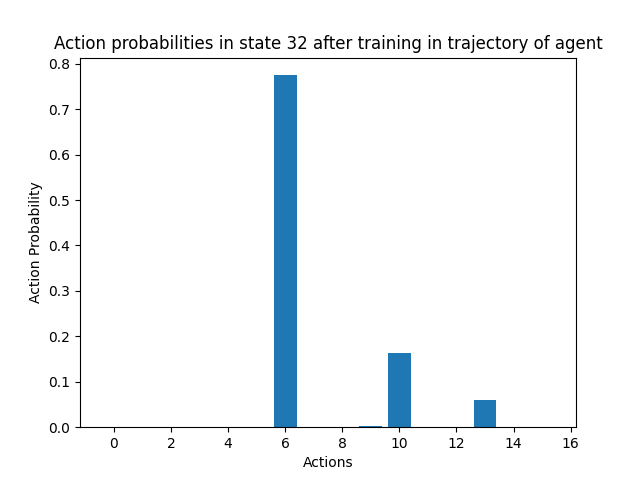 Action probabilities in state 32 after training in trajectory of agent
0.8
0.7
0.6
0.5
0.4
0.3
0.2
0.1
0.0
Action Probability
0 2 4 6 8 10 12 14 16
Actions